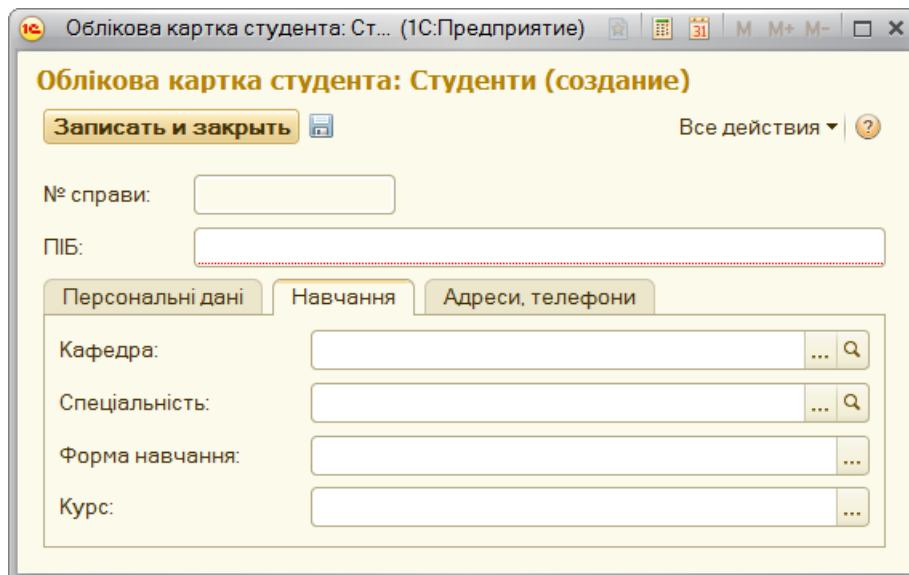 Облікова картка студента: Ст... (1С:Предприятие) 31 M M+ M-
Облікова картка студента: Студенти (создание)
Записать и закрыть Все действия ?
№ справи:
ПІБ:
Персональні дані Навчання Адреси, телефони
Кафедра: ...
Спеціальність: ...
Форма навчання: ...
Курс: ...